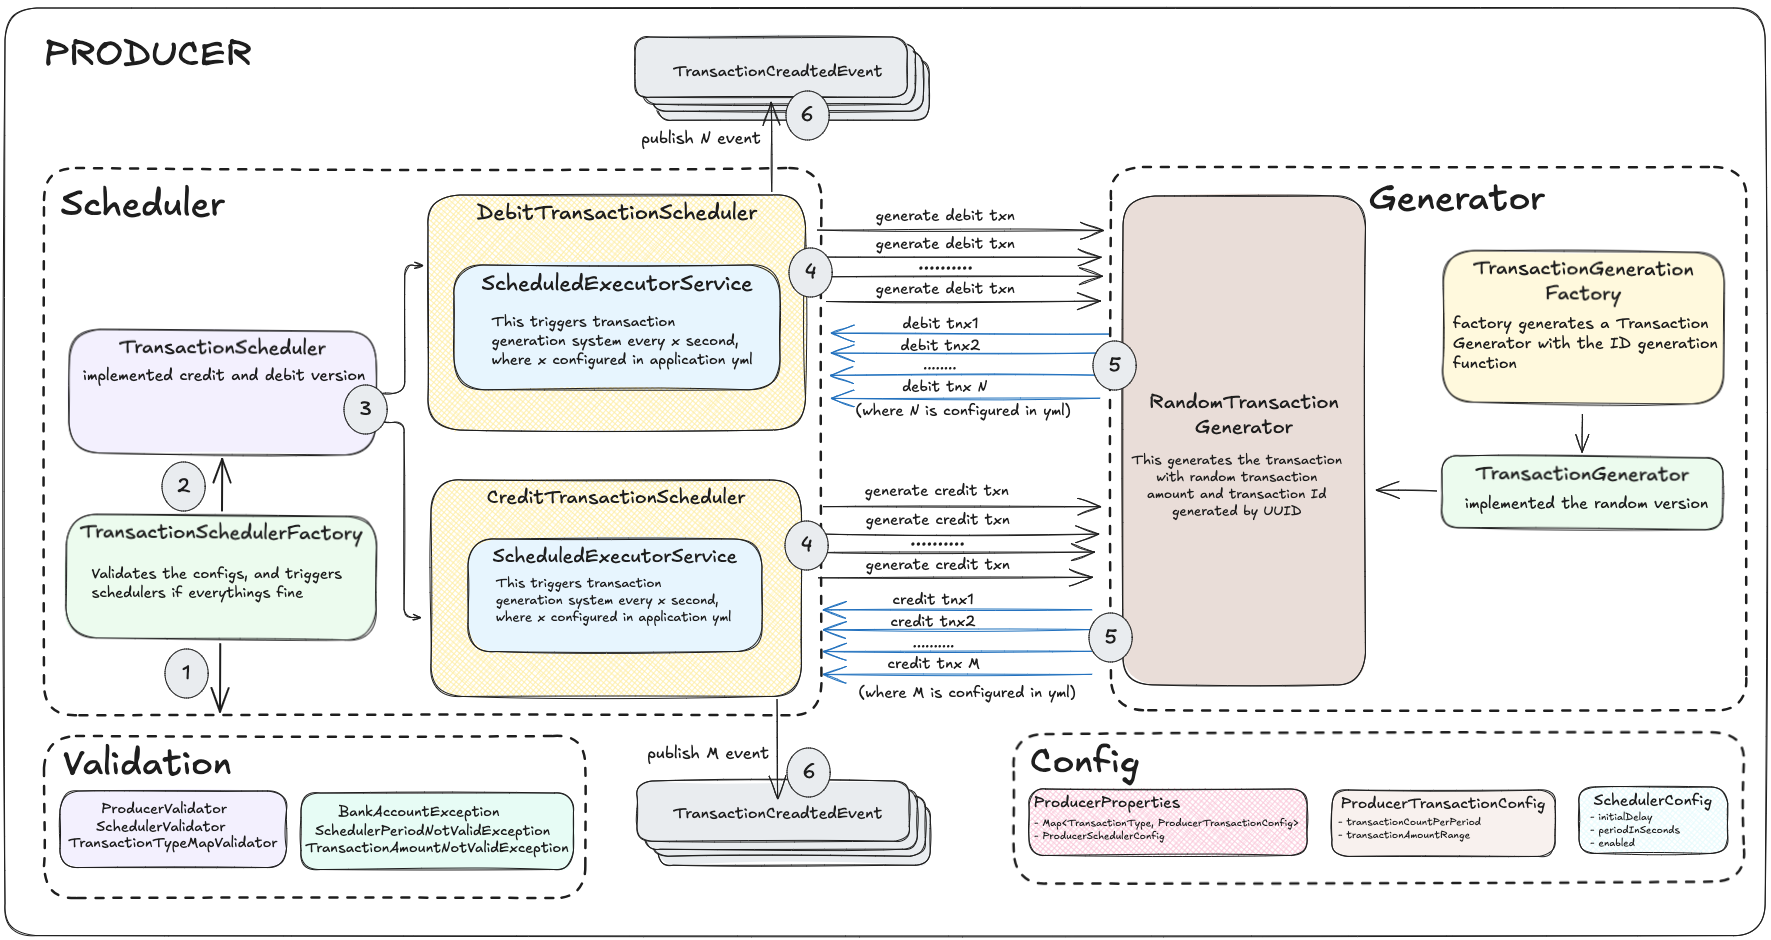 PRODUCER
TransactionCreadtedEvent
6
publish N event
Scheduler
DebitTransactionScheduler
ScheduledExecutorService
This triggers transaction
generation system every x second,
where x configured in application yml
4
TransactionScheduler
implemented credit and debit version
3
2
TransactionSchedulerFactory
Validates the configs, and triggers
schedulers if everythings fine
1
CreditTransactionScheduler
ScheduledExecutorService
This triggers transaction
generation system every x second,
where x configured in application yml
4
generate debit txn
generate debit txn
..........
generate debit txn
debit tnx1
debit tnx2
........
debit tnx N
(where N is configured in yml)
5
generate credit txn
generate credit txn
..........
generate credit txn
credit tnx1
credit tnx2
.........
credit tnx M
(where M is configured in yml)
5
Generator
RandomTransaction
Generator
This generates the transaction
with random transaction
amount and transaction Id
generated by UUID
TransactionGeneration
Factory
factory generates a Transaction
Generator with the ID generation
function
TransactionGenerator
implemented the random version
Validation
ProducerValidator
SchedulerValidator
TransactionTypeMapValidator
BankAccountException
SchedulerPeriodNotValidException
TransactionAmountNotValidException
publish M event
6
TransactionCreadtedEvent
Config
ProducerProperties
- Map<TransactionType, ProducerTransactionConfig>
- ProducerSchedulerConfig
ProducerTransactionConfig
- transactionCountPerPeriod
- transactionAmountRange
SchedulerConfig
- initialDelay
- periodInSeconds
- enabled